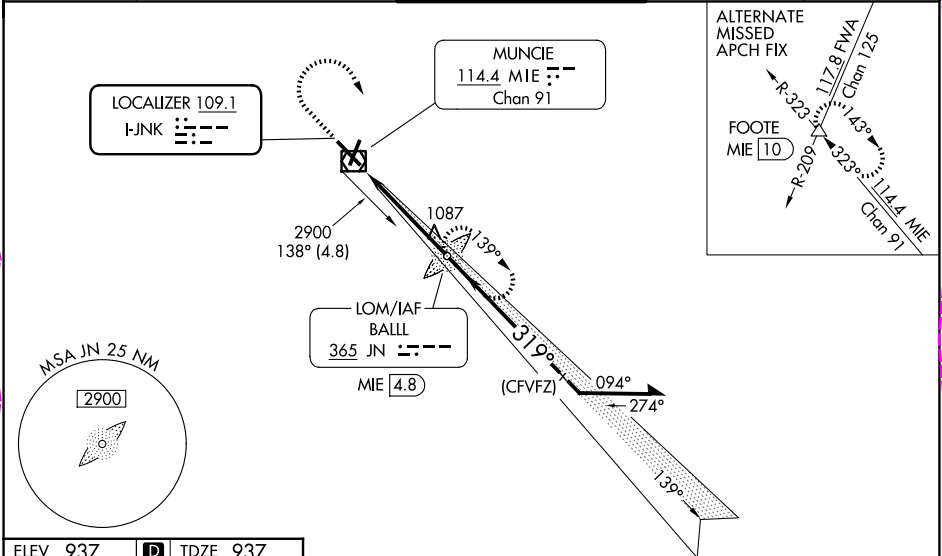 ALTERNATE
MISSED
APCH FIX
117.8 FWA
Chan 125
R-323
143°
FOOTE
MIE 10
R-209
323°
114.4 MIE
Chan 91
MUNCIE
114.4 MIE
Chan 91
LOCALIZER 109.1
I-JNK
2900
138° (4.8)
1087
139°
LOM/IAF
BALLL
365 JN
MIE 4.8
319°
(CFVFZ)
094°
274°
139°
MSA JN 25 NM
2900
ELEV 937 D TDZE 937